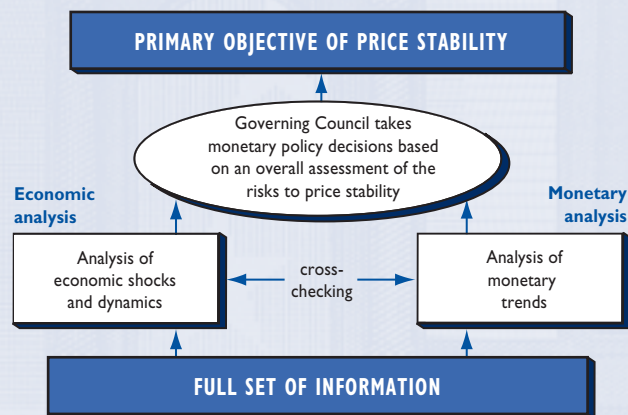 PRIMARY OBJECTIVE OF PRICE STABILITY
Governing Council takes
monetary policy decisions based
on an overall assessment of the
risks to price stability
Economic
analysis
Monetary
analysis
Analysis of
economic shocks
and dynamics
cross-
checking
Analysis of
monetary
trends
FULL SET OF INFORMATION